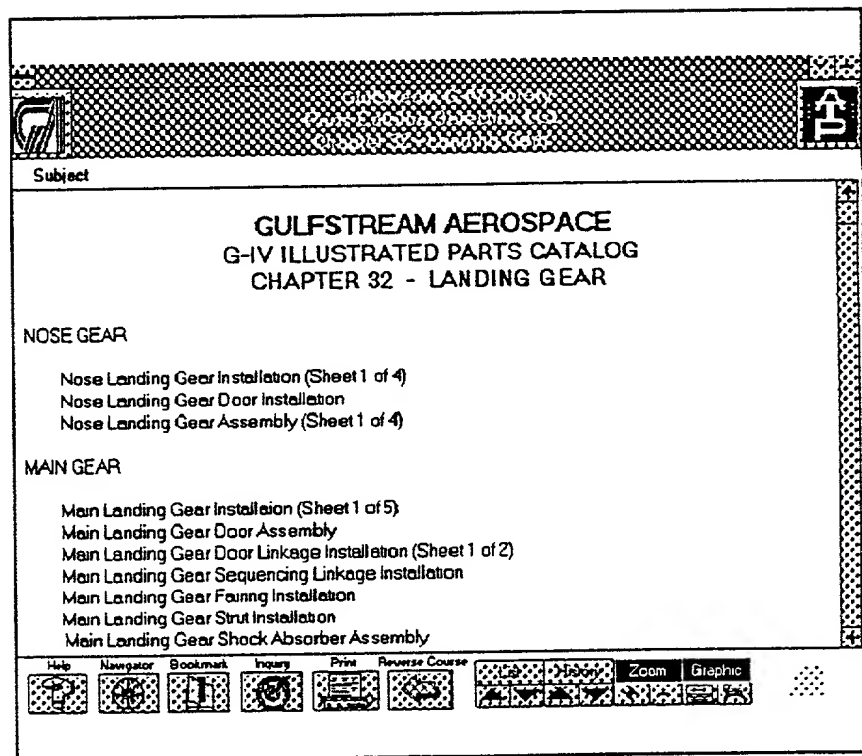 ATP
Subject
GULFSTREAM AEROSPACE
G-IV ILLUSTRATED PARTS CATALOG
CHAPTER 32 - LANDING GEAR
NOSE GEAR
Nose Landing Gear Installation (Sheet 1 of 4)
Nose Landing Gear Door Installation
Nose Landing Gear Assembly (Sheet 1 of 4)
MAIN GEAR
Main Landing Gear Installaion (Sheet 1 of 5)
Main Landing Gear Door Assembly
Main Landing Gear Door Linkage Installation (Sheet 1 of 2)
Main Landing Gear Sequencing Linkage Installation
Main Landing Gear Fairing Installation
Main Landing Gear Strut Installation
Main Landing Gear Shock Absorber Assembly
Help Navigator Bookmark Inquiry Print Reverse Course Zoom Graphic